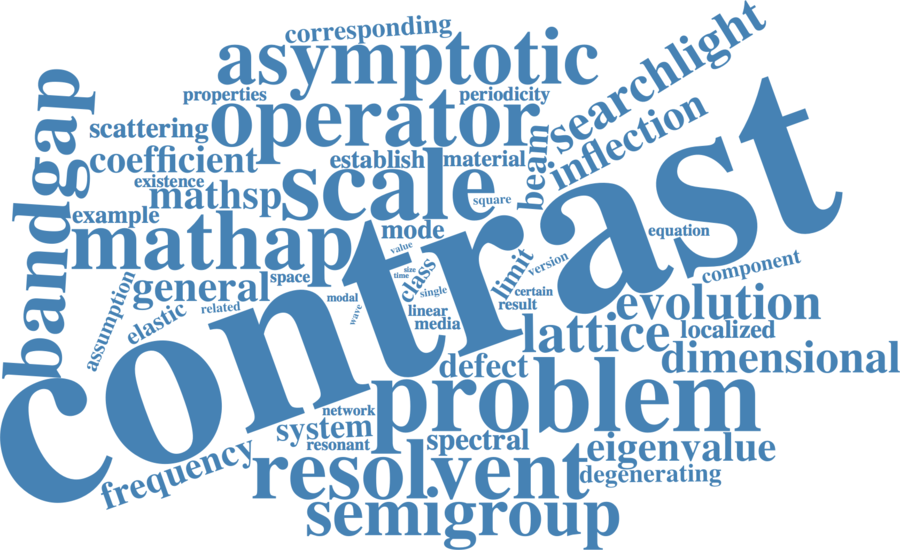 corresponding
asymptotic
searchlight
properties
periodicity
bandgap
scattering
operator
inflection
beam
coefficient
establish
material
existence
mathsp
scale
square
example
mathap
mode
value
contrast
equation
assumption
general
space
time
size
class
single
limit
version
component
elastic
related
modal
wave
linear
media
certain
result
evolution
lattice
localized
defect
dimensional
problem
network
system
resonant
spectral
eigenvalue
frequency
resolvent
degenerating
semigroup